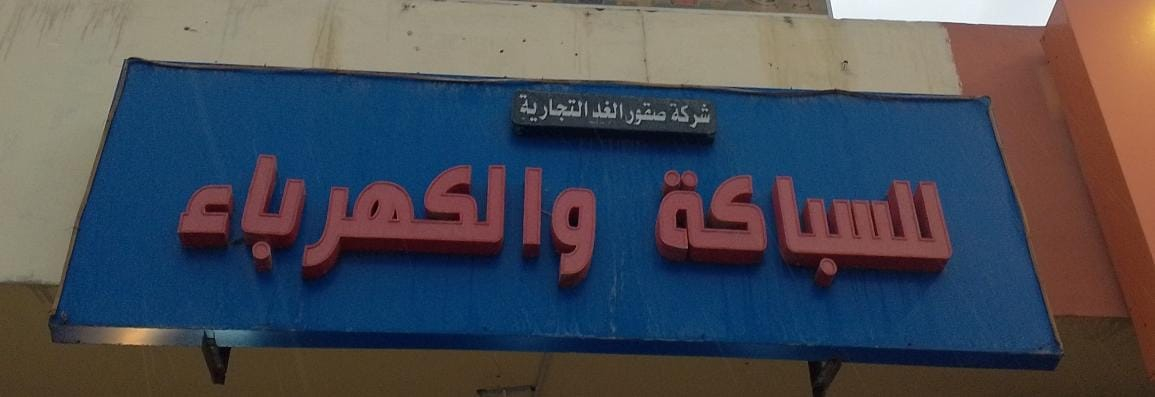 شركة صقور الغد التجارية
للسباكة والكهرباء